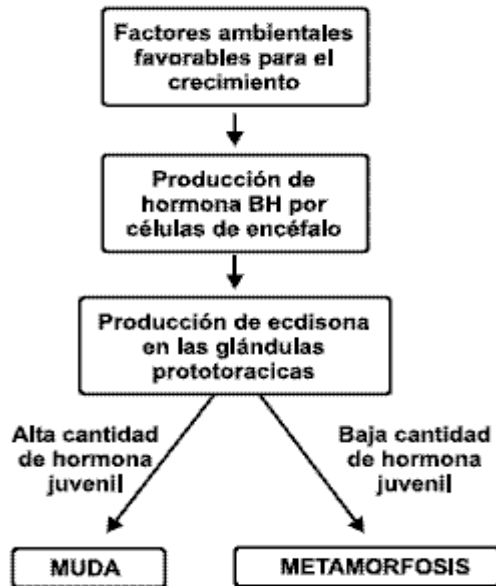 Factores ambientales
favorables para el
crecimiento
Producción de
hormona BH por
células de encéfalo
Producción de ecdisona
en las glándulas
prototoracicas
Alta cantidad
de hormona
juvenil
Baja cantidad
de hormona
juvenil
MUDA
METAMORFOSIS